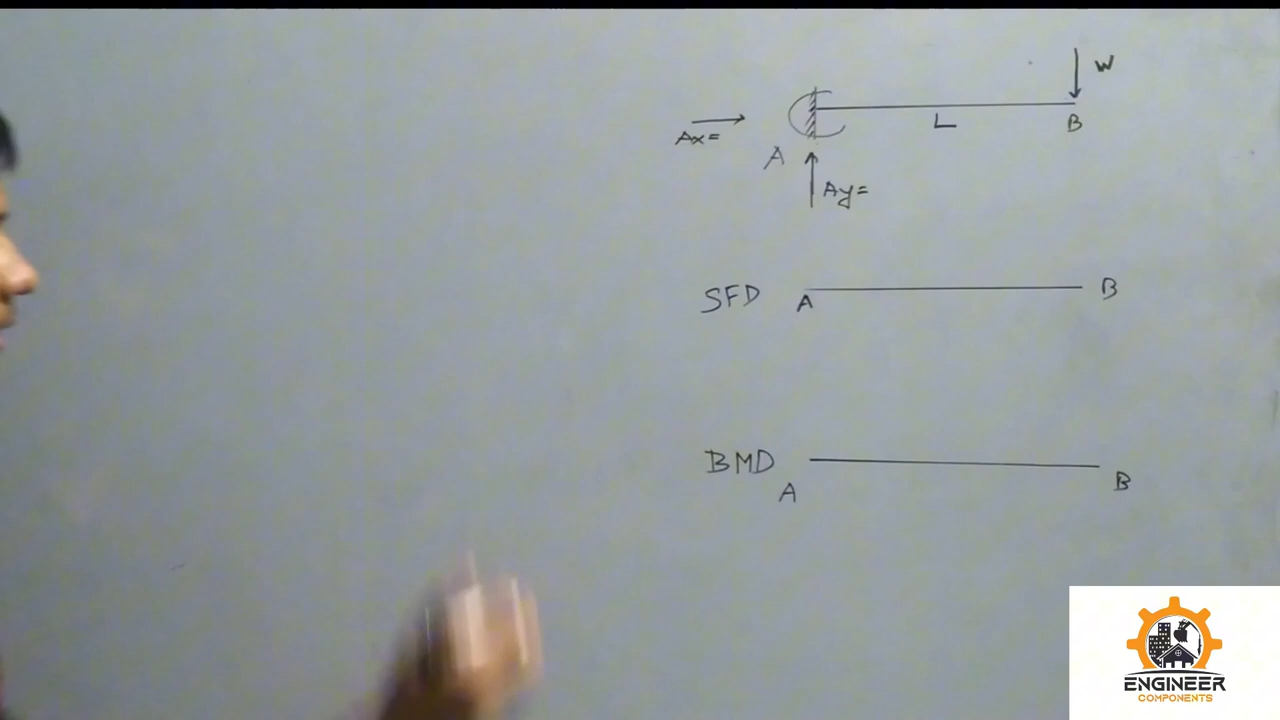 W
L
B
Ax=
A
Ay=
SFD A B
BMD
A B
ENGINEER
COMPONENTS